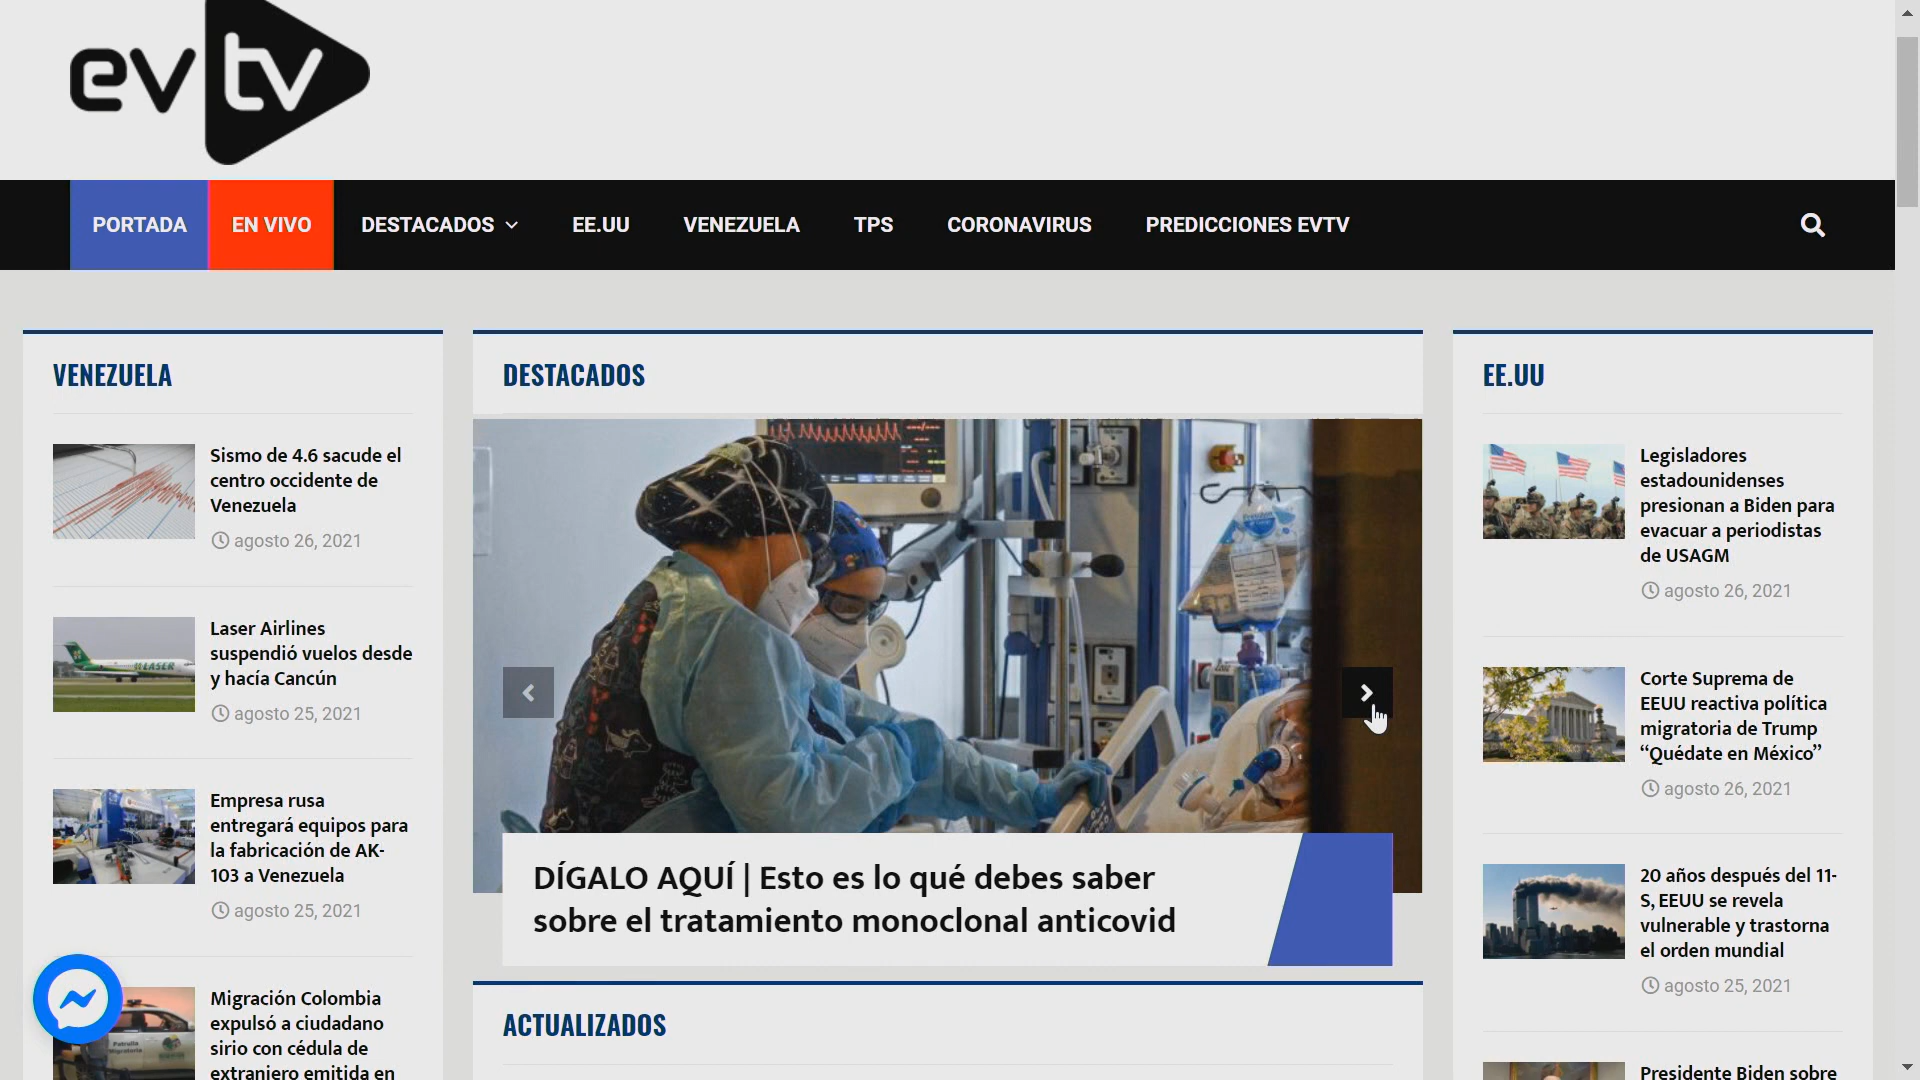 evtv
PORTADA
EN VIVO
DESTACADOS
EE.UU
VENEZUELA
TPS
CORONAVIRUS
PREDICCIONES EVTV
VENEZUELA
Sismo de 4.6 sacude el
centro occidente de
Venezuela
agosto 26, 2021
LASER
Laser Airlines
suspendió vuelos desde
y hacía Cancún
agosto 25, 2021
Empresa rusa
entregará equipos para
la fabricación de AK-
103 a Venezuela
agosto 25, 2021
Migración Colombia
expulsó a ciudadano
sirio con cédula de
extraniero emitida en
DESTACADOS
DÍGALO AQUÍ | Esto es lo qué debes saber
sobre el tratamiento monoclonal anticovid
ACTUALIZADOS
EE.UU
Legisladores
estadounidenses
presionan a Biden para
evacuar a periodistas
de USAGM
agosto 26, 2021
Corte Suprema de
EEUU reactiva política
migratoria de Trump
“Quédate en México”
agosto 26, 2021
20 años después del 11-
S, EEUU se revela
vulnerable y trastorna
el orden mundial
agosto 25, 2021
Presidente Biden sobre